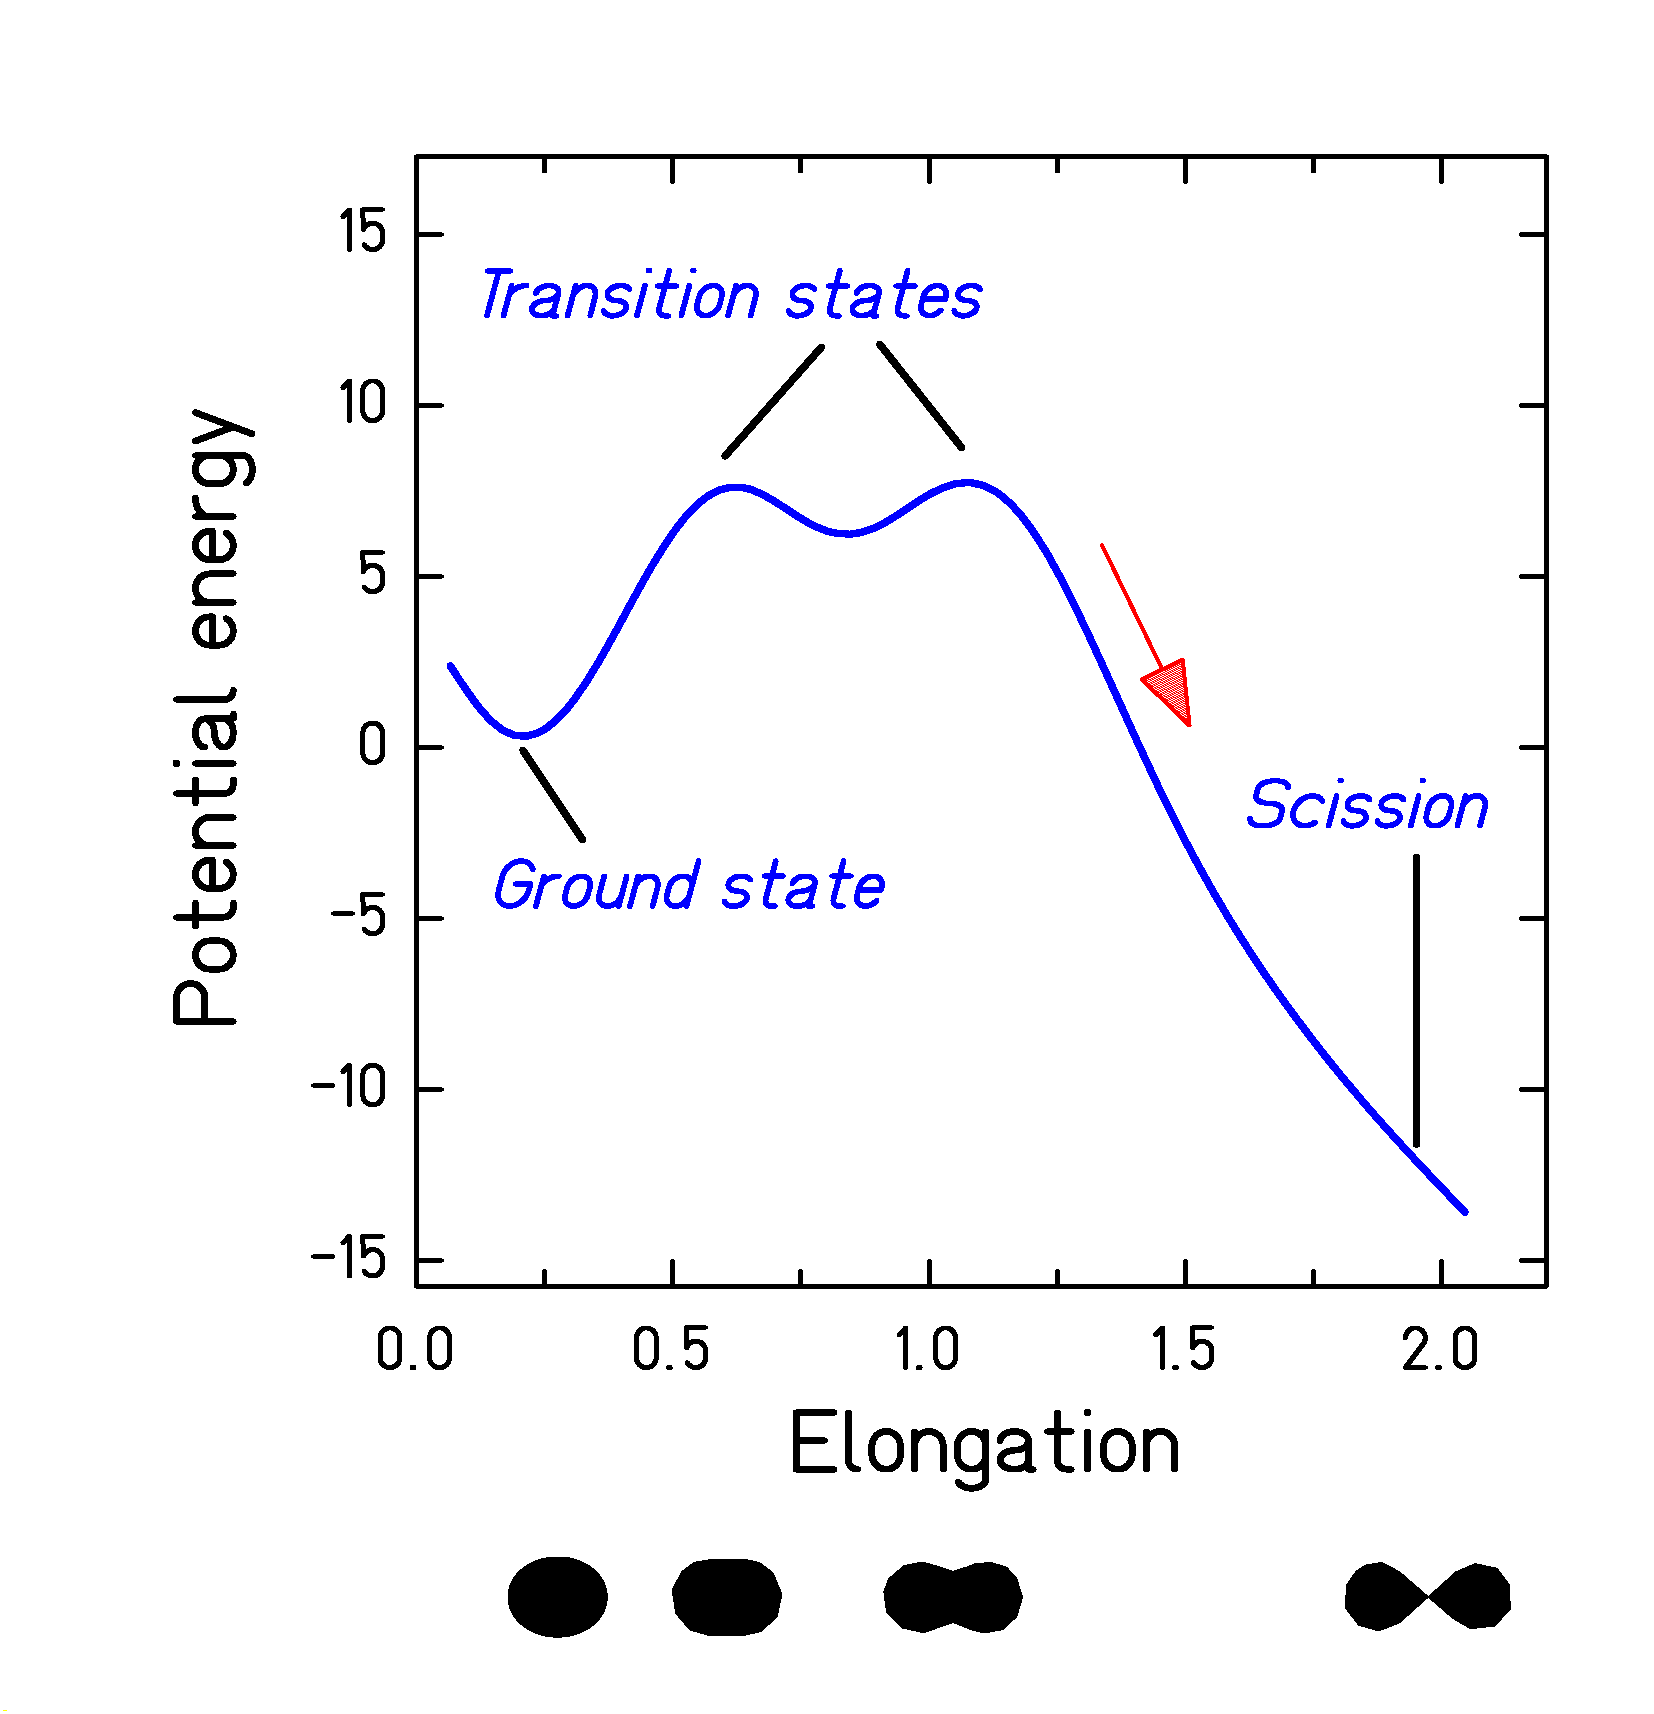 15
Transition states
10
5
0
Scission
Ground state
-5
-10
-15
Potential energy
0.0 0.5 1.0 1.5 2.0
Elongation